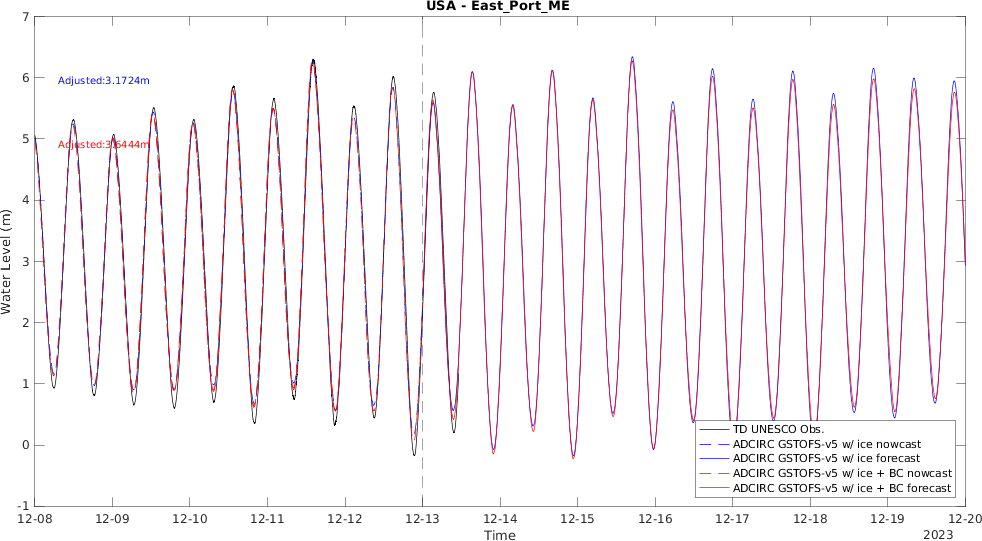 USA - East_Port_ME
7
6
5
4
3
2
1
0
-1
Water Level (m)
Adjusted:3.1724m
Adjusted:3.6444m
TD UNESCO Obs.
ADCIRC GSTOFS-v5 w/ ice nowcast
ADCIRC GSTOFS-v5 w/ ice forecast
ADCIRC GSTOFS-v5 w/ ice + BC nowcast
ADCIRC GSTOFS-v5 w/ ice + BC forecast
12-08 12-09 12-10 12-11 12-12 12-13 12-14 12-15 12-16 12-17 12-18 12-19 12-20
Time
2023